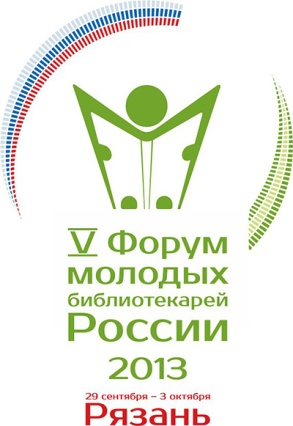 V Форум
молодых
библиотекарей
России
2013
29 сентября – 3 октября
Рязань